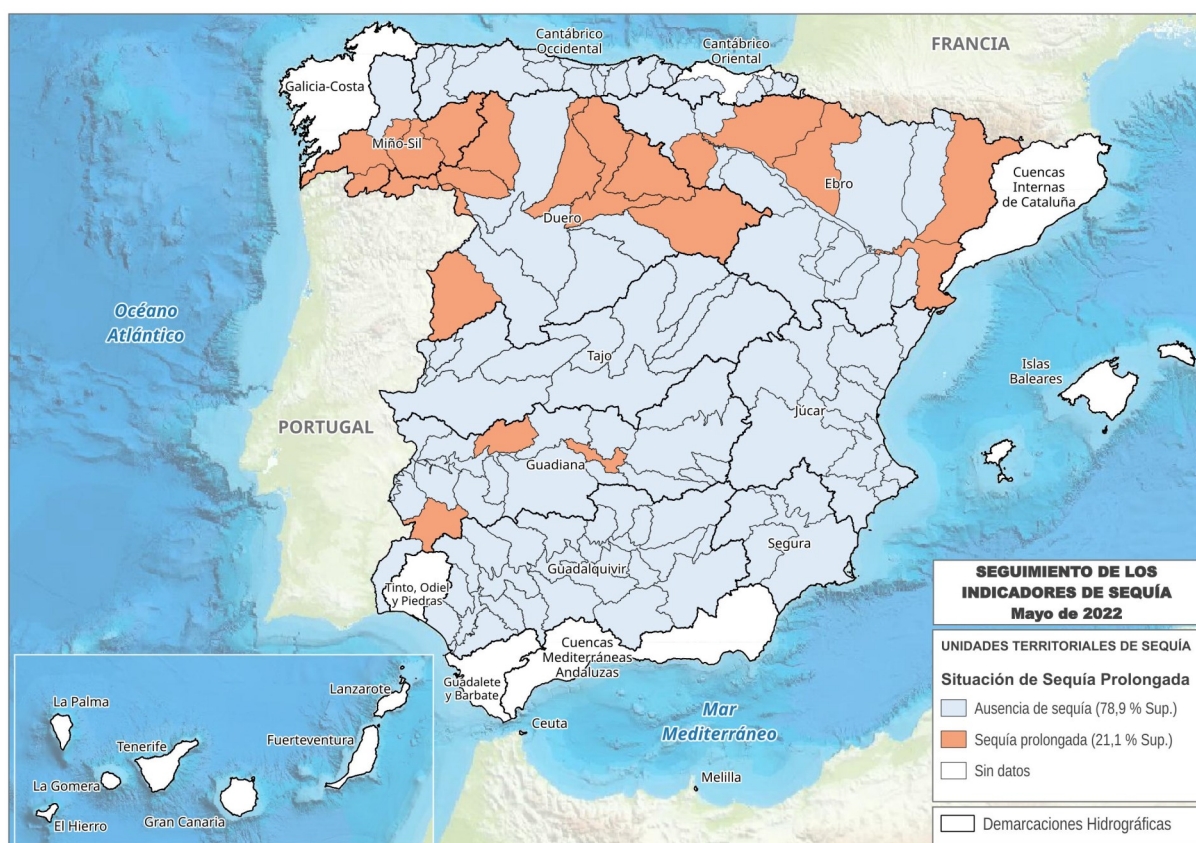 Cantábrico
Occidental
Cantábrico
Oriental
FRANCIA
Galicia-Costa
Miño-Sil
Cuencas
Internas
de Cataluña
Ebro
Duero
Océano
Atlántico
Tajo
Islas
Baleares
Júcar
PORTUGAL
Guadiana
Segura
Guadalquivir
Tinto, Odiel
y Piedras
Cuencas
Mediterráneas
Andaluzas
Guadalete
y Barbate
Ceuta
Mar
Mediterráneo
Melilla
La Palma
Lanzarote
Tenerife
Fuerteventura
La Gomera
El Hierro
Gran Canaria
SEGUIMIENTO DE LOS
INDICADORES DE SEQUÍA
Mayo de 2022
UNIDADES TERRITORIALES DE SEQUÍA
Situación de Sequía Prolongada
Ausencia de sequía (78,9 % Sup.)
Sequía prolongada (21,1 % Sup.)
Sin datos
Demarcaciones Hidrográficas